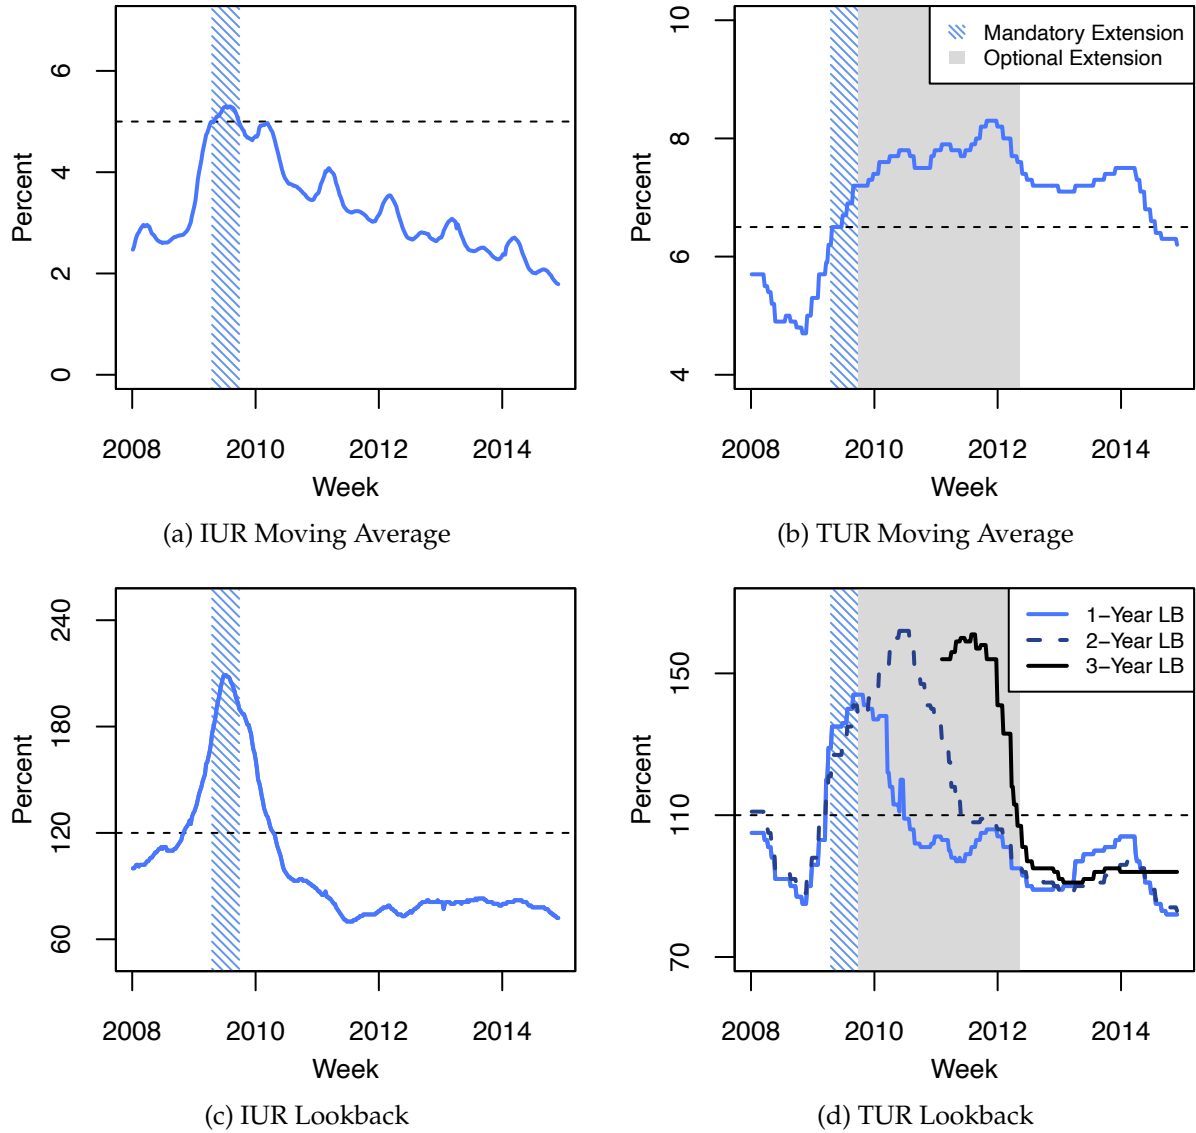 6
4
2
0
Percent
2008 2010 2012 2014
Week
(a) IUR Moving Average
10
8
6
4
Percent
Mandatory Extension
Optional Extension
2008 2010 2012 2014
Week
(b) TUR Moving Average
240
180
120
60
Percent
2008 2010 2012 2014
Week
(c) IUR Lookback
150
110
70
Percent
1-Year LB
2-Year LB
3-Year LB
2008 2010 2012 2014
Week
(d) TUR Lookback